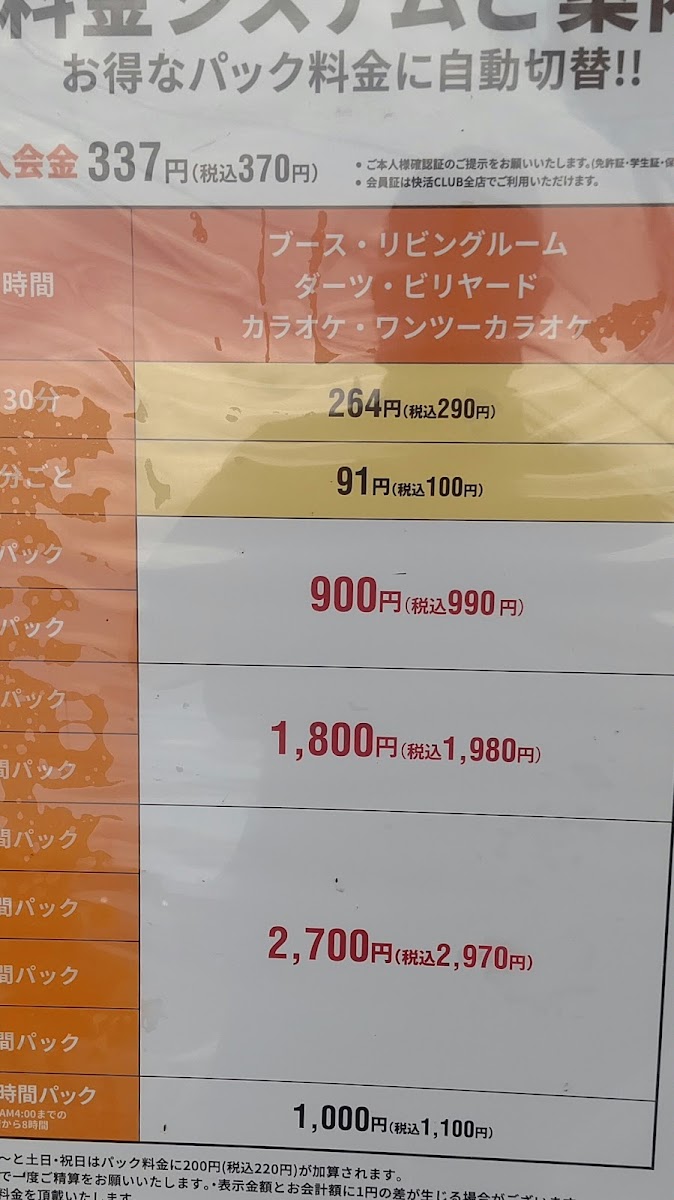 料金システムご案内
お得なパック料金に自動切替!!
入会金 337円(税込370円)
• ご本人様確認証のご提示をお願いいたします。(免許証・学生証・保
• 会員証は快活CLUB全店でご利用いただけます。
時間
ブース・リビングルーム
ダーツ・ビリヤード
カラオケ・ワンツーカラオケ
30分 264円(税込290円)
分ごと 91円(税込100円)
パック
900円(税込990円)
パック
パック
1,800円(税込1,980円)
間パック
間パック
間パック
2,700円(税込2,970円)
間パック
間パック
時間パック
AM4:00までの
から8時間
1,000円(税込1,100円)
～と土日・祝日はパック料金に200円(税込220円)が加算されます。
で一度ご精算をお願いいたします。・表示金額とお会計額に1円の差が生じる場合がございます
料金を頂戴いたします